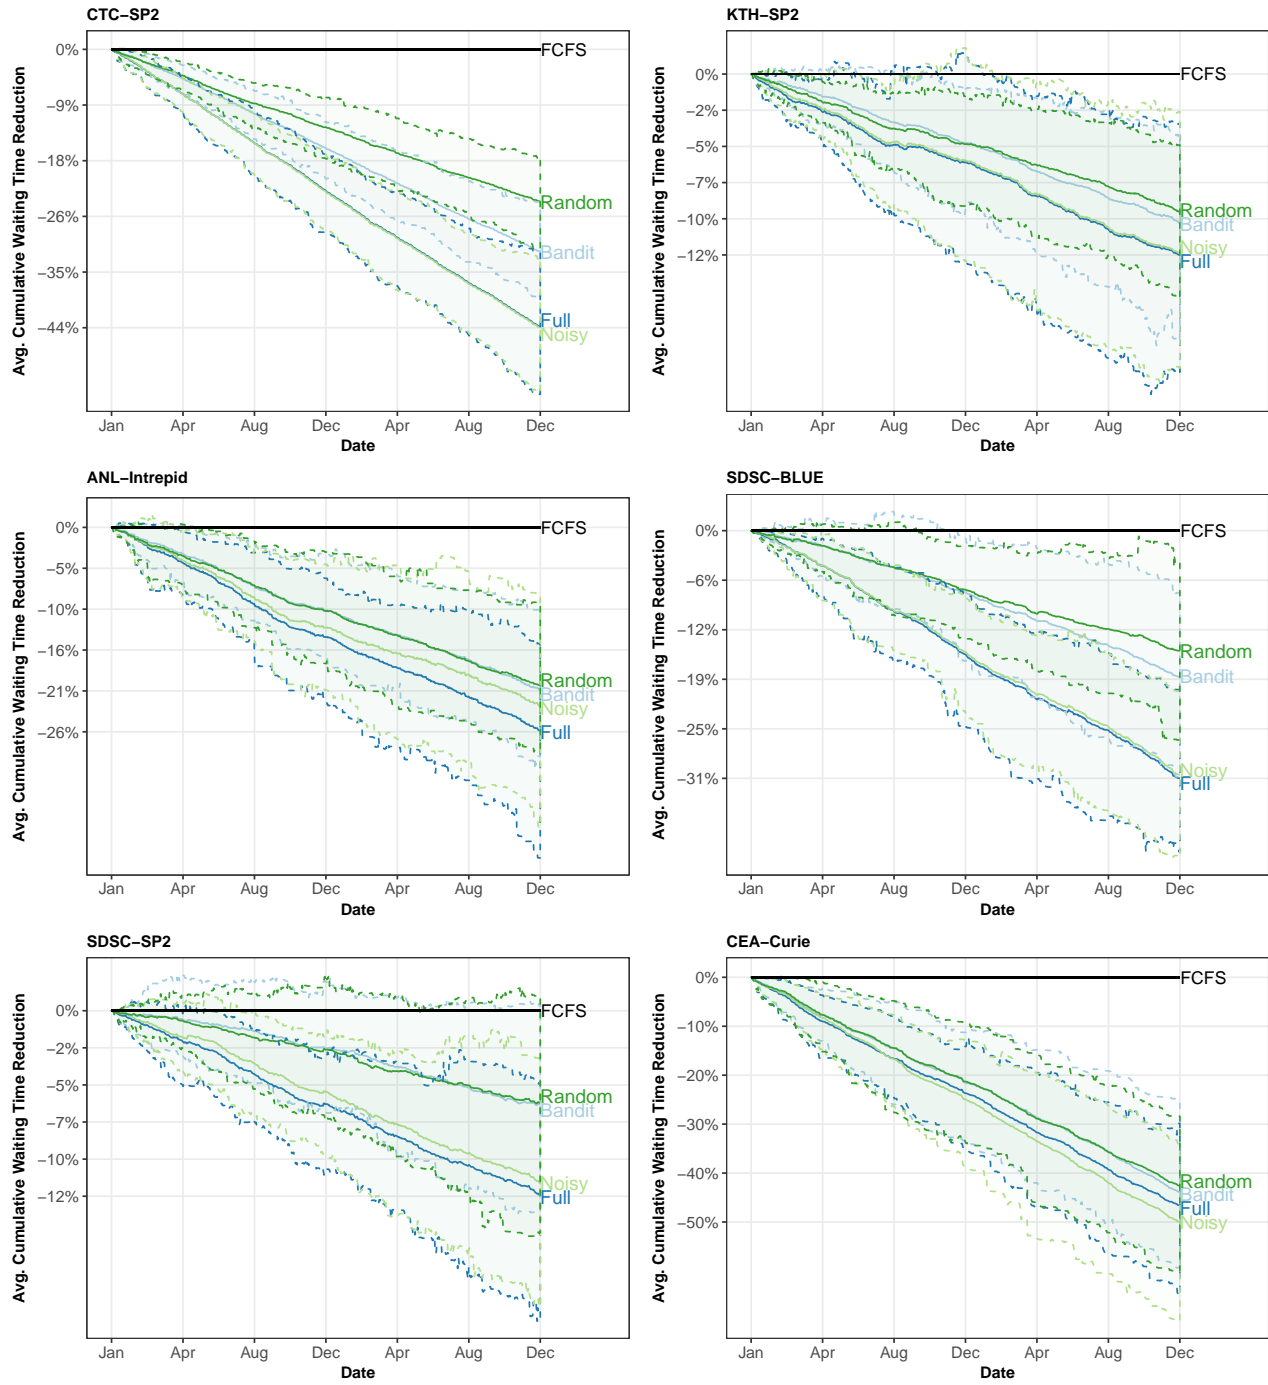 CTC−SP2
Avg. Cumulative Waiting Time Reduction
0%
−9%
−18%
−26%
−35%
−44%
FCFS
Random
Bandit
Full
Noisy
Jan Apr Aug Dec Apr Aug Dec
Date
KTH−SP2
Avg. Cumulative Waiting Time Reduction
0%
−2%
−5%
−7%
−10%
−12%
FCFS
Random
Bandit
Noisy
Full
Jan Apr Aug Dec Apr Aug Dec
Date
ANL−Intrepid
Avg. Cumulative Waiting Time Reduction
0%
−5%
−10%
−16%
−21%
−26%
FCFS
Random
Bandit
Noisy
Full
Jan Apr Aug Dec Apr Aug Dec
Date
SDSC−BLUE
Avg. Cumulative Waiting Time Reduction
0%
−6%
−12%
−19%
−25%
−31%
FCFS
Random
Bandit
Noisy
Full
Jan Apr Aug Dec Apr Aug Dec
Date
SDSC−SP2
Avg. Cumulative Waiting Time Reduction
0%
−2%
−5%
−7%
−10%
−12%
FCFS
Random
Bandit
Noisy
Full
Jan Apr Aug Dec Apr Aug Dec
Date
CEA−Curie
Avg. Cumulative Waiting Time Reduction
0%
−10%
−20%
−30%
−40%
−50%
FCFS
Random
Bandit
Full
Noisy
Jan Apr Aug Dec Apr Aug Dec
Date